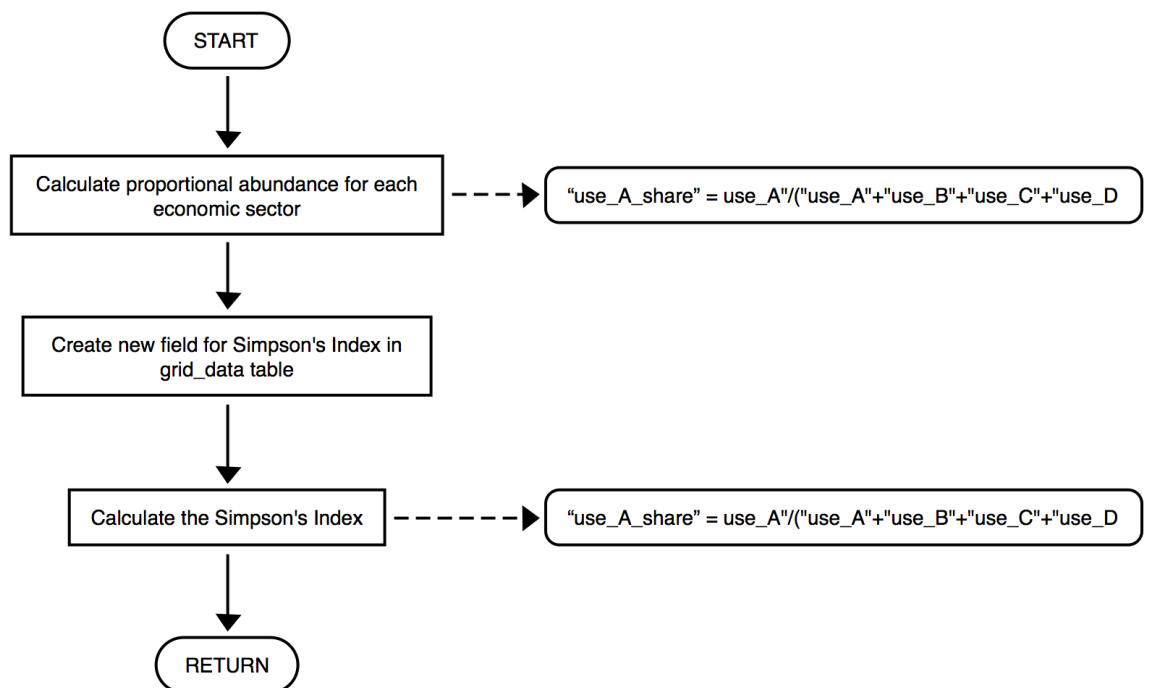 START
Calculate proportional abundance for each
economic sector
“use_A_share” = use_A"/("use_A"+"use_B"+"use_C"+"use_D
Create new field for Simpson's Index in
grid_data table
Calculate the Simpson's Index
“use_A_share” = use_A"/("use_A"+"use_B"+"use_C"+"use_D
RETURN